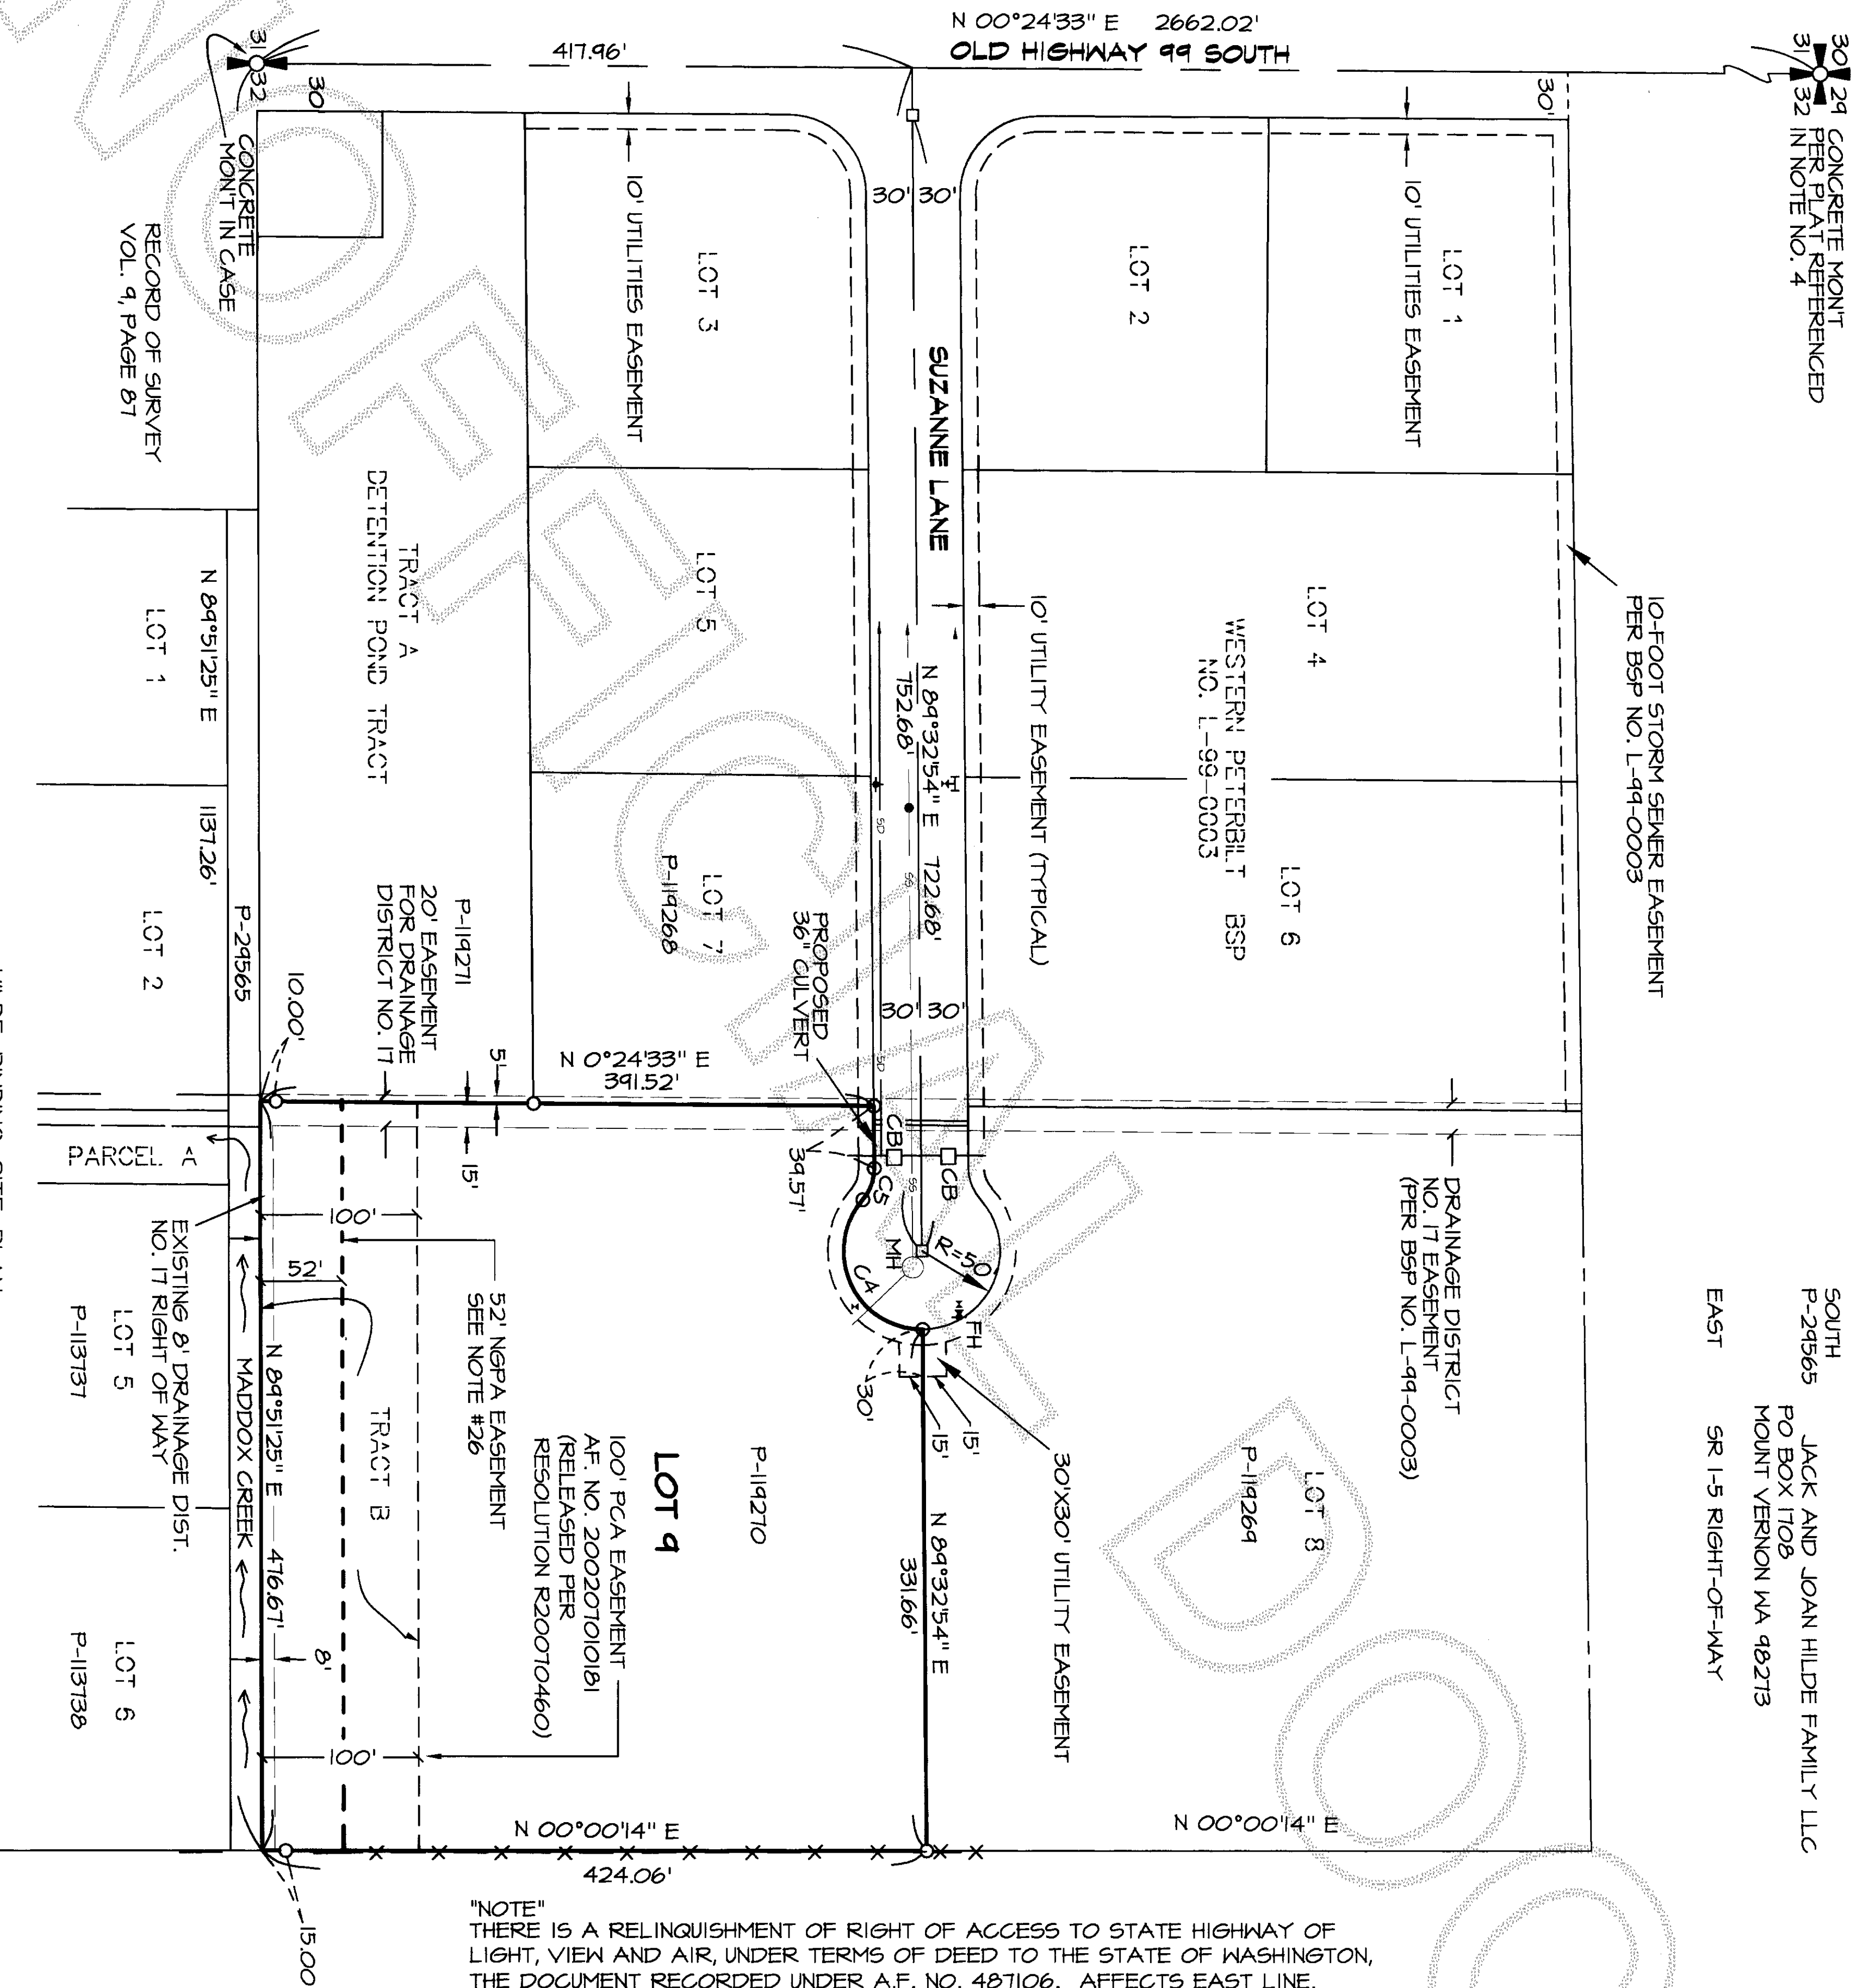 N 00°24'33" E 2662.02'
OLD HIGHWAY 99 SOUTH
417.96'
31
32
30'
CONCRETE
MON'T IN CASE
RECORD OF SURVEY
VOL. 9, PAGE 87
30 29
31 32
CONCRETE MON'T
PER PLAT REFERENCED
IN NOTE NO. 4
30'
10' UTILITIES EASEMENT
LOT 3
30' 30'
LOT 2
10' UTILITIES EASEMENT
LOT 1
SUZANNE LANE
10-FOOT STORM SEWER EASEMENT
PER BSP NO. L-99-0003
TRACT A
DETENTION POND TRACT
LOT 5
10' UTILITY EASEMENT (TYPICAL)
LOT 4
WESTERN PETERBILT BSP
NO. L-99-0003
LOT 6
N 89°32'54" E 722.68'
752.68'
SD
SS
N 89°51'25" E 1137.26'
LOT 1
LOT 2
P-29565
10.00'
P-119271
20' EASEMENT
FOR DRAINAGE
DISTRICT NO. 17
LOT 7
P-119268
PROPOSED
36" CULVERT
30' 30'
SD
5'
15'
N 0°24'33" E
391.52'
CB
CB
C5
SS
39.57'
MH
R=50'
C4
FH
30'
15'
15'
30'X30' UTILITY EASEMENT
DRAINAGE DISTRICT
NO. 17 EASEMENT
(PER BSP NO. L-99-0003)
SOUTH
P-29565
JACK AND JOAN HILDE FAMILY LLC
PO BOX 1708
MOUNT VERNON WA 98273
EAST SR I-5 RIGHT-OF-WAY
LOT 8
P-119269
PARCEL A
100'
52'
EXISTING 8' DRAINAGE DIST.
NO. 17 RIGHT OF WAY
LOT 5
P-113737
LOT 6
P-113738
MADDOX CREEK
N 89°51'25" E 476.67'
8'
TRACT B
52' NGPA EASEMENT
SEE NOTE #26
100' PCA EASEMENT
AF. NO. 200207010181
(RELEASED PER
RESOLUTION R20070460)
100'
LOT 9
P-119270
N 89°32'54" E
331.66'
N 00°00'14" E
424.06'
N 00°00'14" E
15.00
"NOTE"
THERE IS A RELINQUISHMENT OF RIGHT OF ACCESS TO STATE HIGHWAY OF
LIGHT, VIEW AND AIR, UNDER TERMS OF DEED TO THE STATE OF WASHINGTON,
THE DOCUMENT RECORDED UNDER A.F. NO. 487106. AFFECTS EAST LINE.